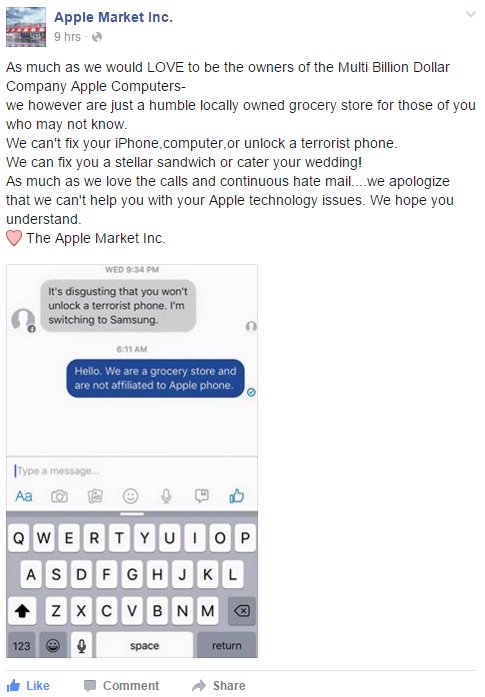 Apple Market Inc.
9 hrs ·
As much as we would LOVE to be the owners of the Multi Billion Dollar
Company Apple Computers-
we however are just a humble locally owned grocery store for those of you
who may not know.
We can't fix your iPhone,computer,or unlock a terrorist phone.
We can fix you a stellar sandwich or cater your wedding!
As much as we love the calls and continuous hate mail....we apologize
that we can't help you with your Apple technology issues. We hope you
understand.
The Apple Market Inc.
WED 9:34 PM
It's disgusting that you won't
unlock a terrorist phone. I'm
switching to Samsung.
6:11 AM
Hello. We are a grocery store and
are not affiliated to Apple phone.
Type a message...
Aa
Q W E R T Y U I O P
A S D F G H J K L
Z X C V B N M
123 space return
Like Comment Share